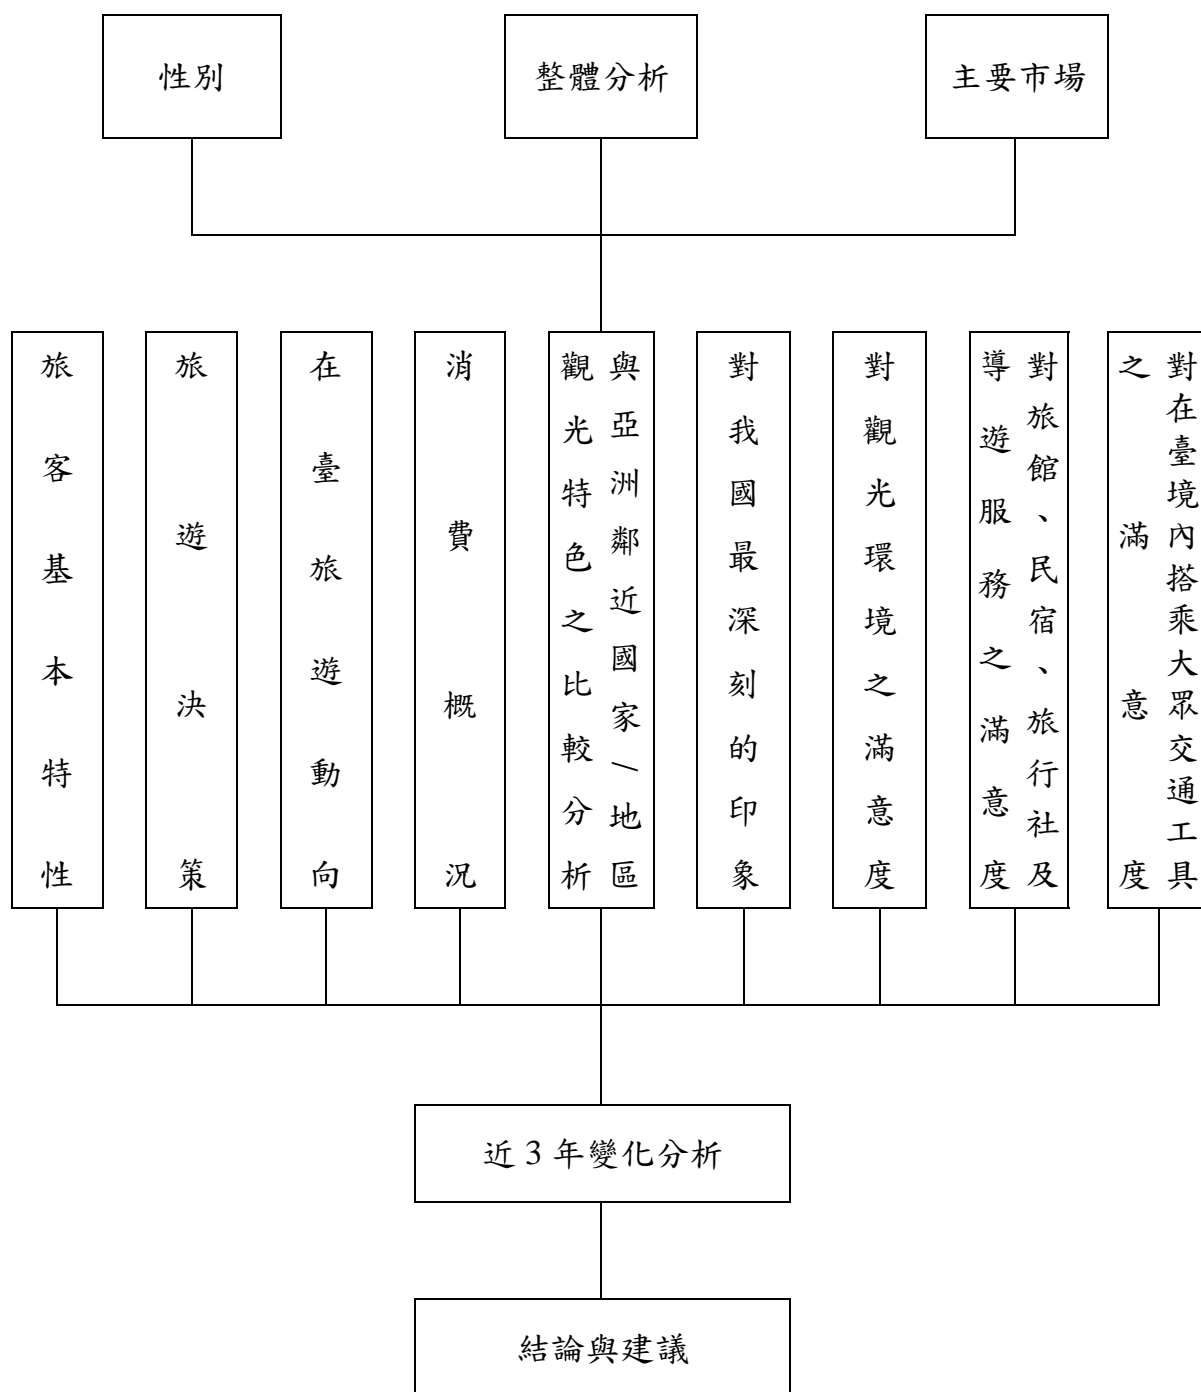 性別
整體分析
主要市場
旅客基本特性
旅遊決策
在臺旅遊動向
消費概況
與亞洲鄰近國家/地區
觀光特色之比較分析
對我國最深刻的印象
對觀光環境之滿意度
對旅館、民宿、旅行社及
導遊服務之滿意度
對在臺境內搭乘大眾交通工具
之滿意度
近3年變化分析
結論與建議